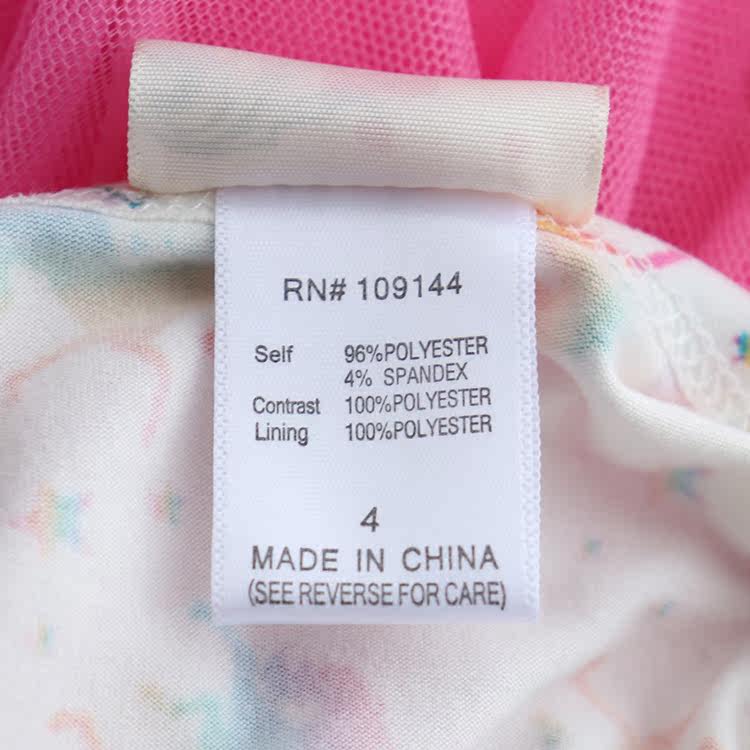 RN# 109144
Self 96%POLYESTER
4% SPANDEX
Contrast 100%POLYESTER
Lining 100%POLYESTER
4
MADE IN CHINA
(SEE REVERSE FOR CARE)